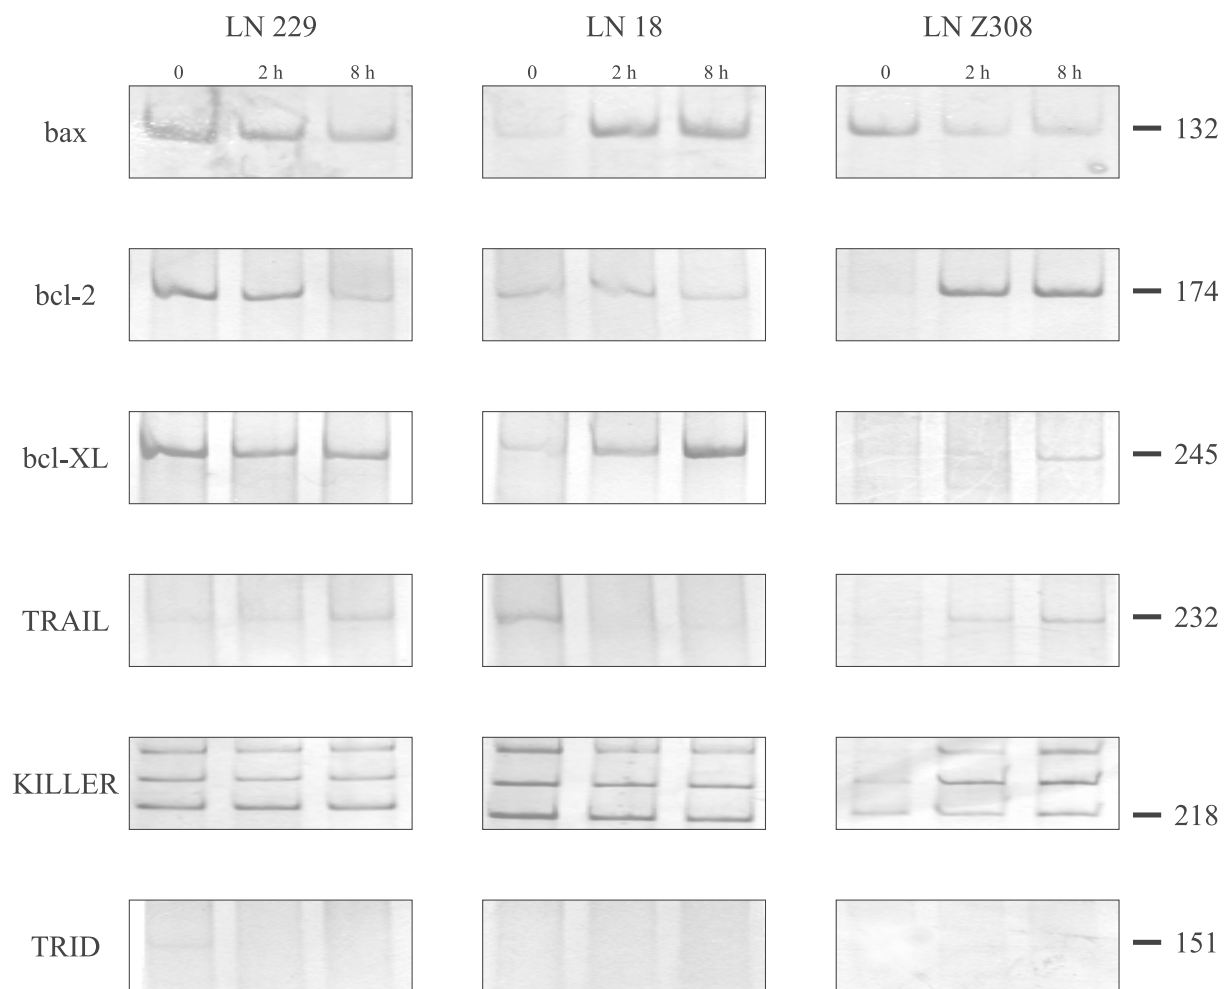 LN 229 LN 18 LN Z308
0 2 h 8 h 0 2 h 8 h 0 2 h 8 h
bax 132
bcl-2 174
bcl-XL 245
TRAIL 232
KILLER 218
TRID 151